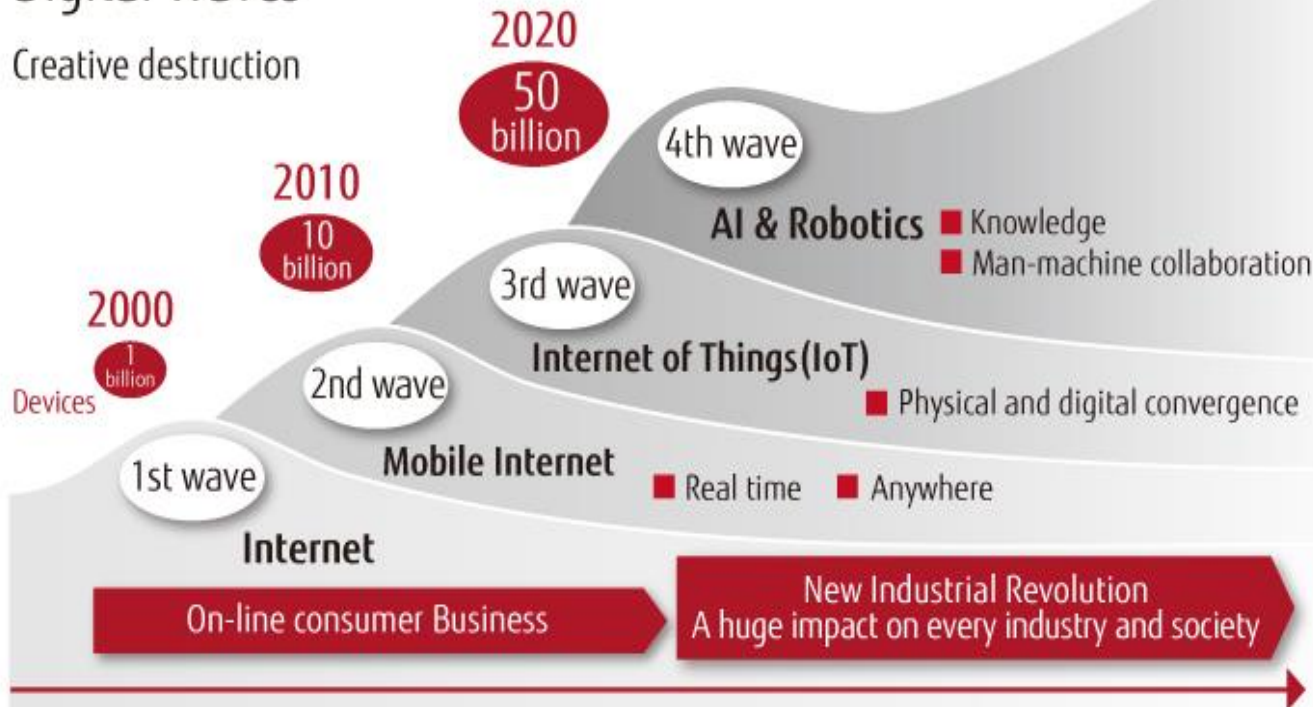 Creative destruction
2020
50
billion
4th wave
AI & Robotics
■ Knowledge
■ Man-machine collaboration
2010
10
billion
3rd wave
Internet of Things(IoT)
■ Physical and digital convergence
2000
1
billion
Devices
2nd wave
Mobile Internet
■ Real time ■ Anywhere
1st wave
Internet
On-line consumer Business
New Industrial Revolution
A huge impact on every industry and society